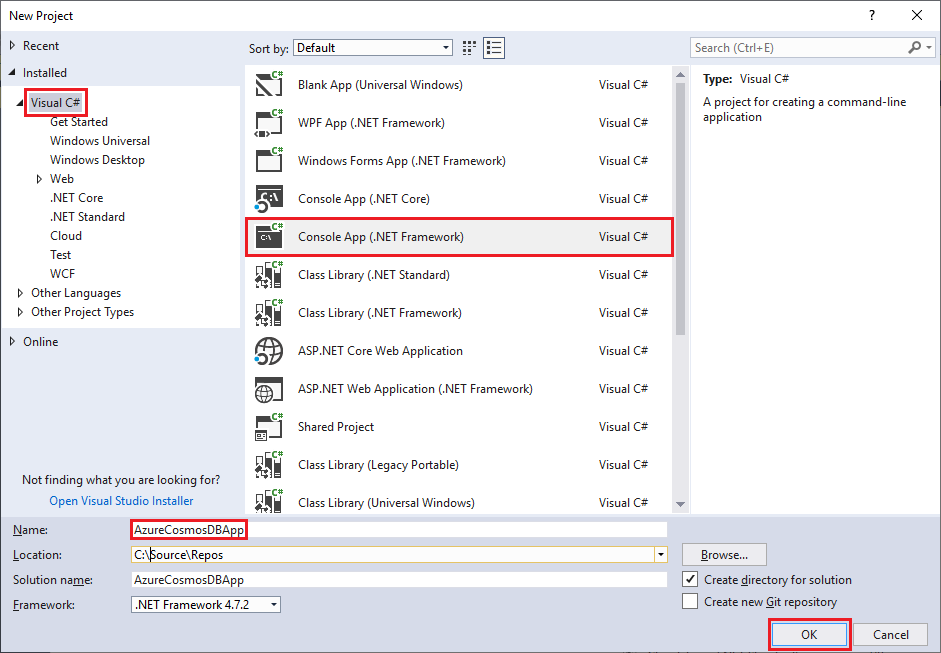 New Project
?
Recent
Installed
Visual C#
Get Started
Windows Universal
Windows Desktop
Web
.NET Core
.NET Standard
Cloud
Test
WCF
Other Languages
Other Project Types
Online
Not finding what you are looking for?
Open Visual Studio Installer
Sort by: Default
Search (Ctrl+E)
Blank App (Universal Windows) Visual C#
WPF App (.NET Framework) Visual C#
Windows Forms App (.NET Framework) Visual C#
Console App (.NET Core) Visual C#
Console App (.NET Framework) Visual C#
Class Library (.NET Standard) Visual C#
Class Library (.NET Framework) Visual C#
ASP.NET Core Web Application Visual C#
ASP.NET Web Application (.NET Framework) Visual C#
Shared Project Visual C#
Class Library (Legacy Portable) Visual C#
Class Library (Universal Windows) Visual C#
Type: Visual C#
A project for creating a command-line
application
Name: AzureCosmosDBApp
Location: C:\Source\Repos
Browse...
Solution name: AzureCosmosDBApp
Create directory for solution
Framework: .NET Framework 4.7.2
Create new Git repository
OK
Cancel